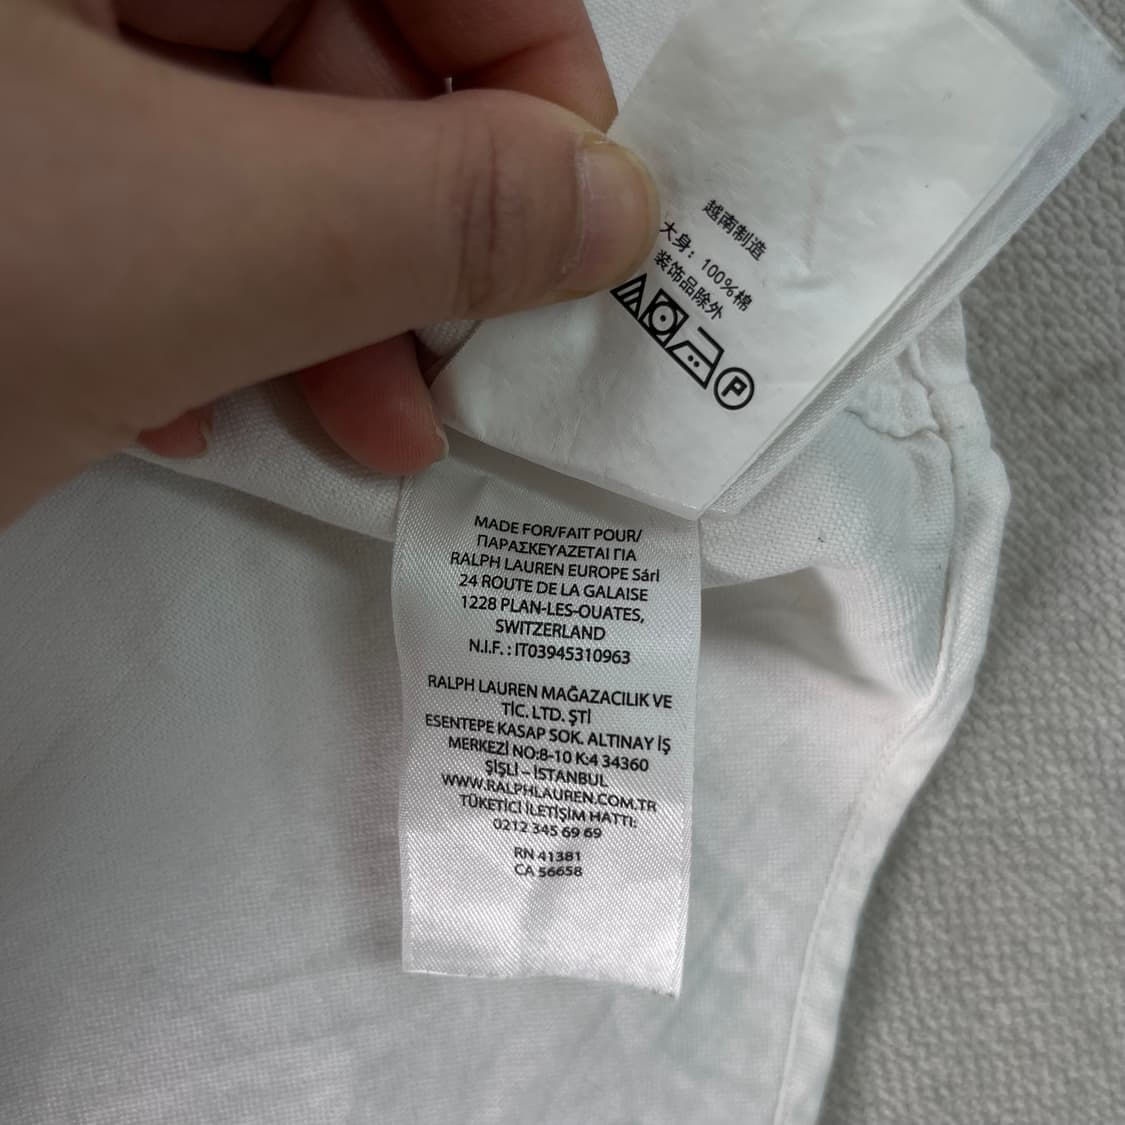 越南制造
大身：100%棉
装饰品除外
P
MADE FOR/FAIT POUR/
ΠΑΡΑΣΚΕΥΑΖΕΤΑΙ ΓΙΑ
RALPH LAUREN EUROPE Sárl
24 ROUTE DE LA GALAISE
1228 PLAN-LES-OUATES,
SWITZERLAND
N.I.F. : IT03945310963
RALPH LAUREN MAĞAZACILIK VE
TİC. LTD. ŞTİ
ESENTEPE KASAP SOK. ALTINAY İŞ
MERKEZİ NO:8-10 K:4 34360
ŞİŞLİ – İSTANBUL
WWW.RALPHLAUREN.COM.TR
TÜKETİCİ İLETİŞİM HATTI:
0212 345 69 69
RN 41381
CA 56658